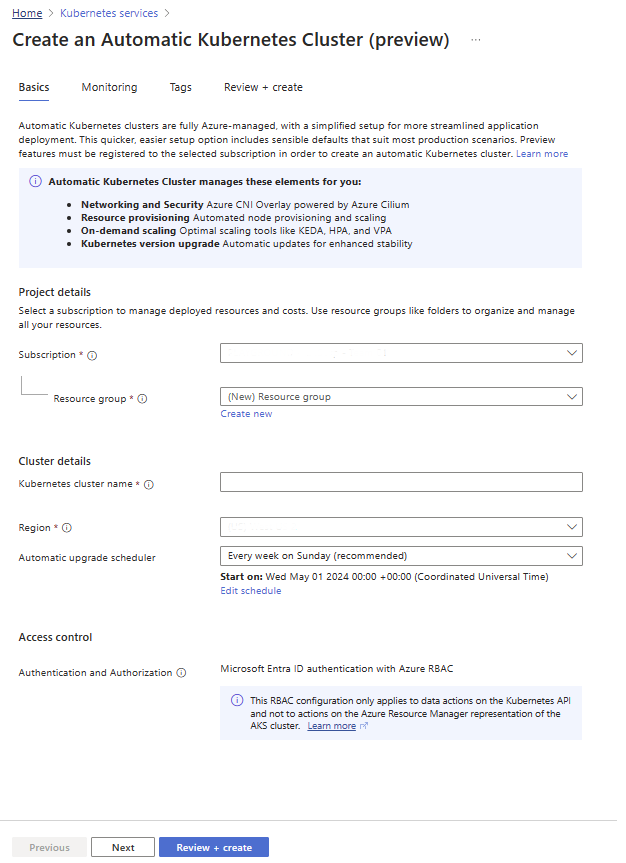 Home > Kubernetes services >
Create an Automatic Kubernetes Cluster (preview) ...
Basics Monitoring Tags Review + create
Automatic Kubernetes clusters are fully Azure-managed, with a simplified setup for more streamlined application
deployment. This quicker, easier setup option includes sensible defaults that suit most production scenarios. Preview
features must be registered to the selected subscription in order to create an automatic Kubernetes cluster. Learn more
Automatic Kubernetes Cluster manages these elements for you:
• Networking and Security Azure CNI Overlay powered by Azure Cilium
• Resource provisioning Automated node provisioning and scaling
• On-demand scaling Optimal scaling tools like KEDA, HPA, and VPA
• Kubernetes version upgrade Automatic updates for enhanced stability
Project details
Select a subscription to manage deployed resources and costs. Use resource groups like folders to organize and manage
all your resources.
Subscription *
Resource group * (New) Resource group
Create new
Cluster details
Kubernetes cluster name *
Region *
Automatic upgrade scheduler Every week on Sunday (recommended)
Start on: Wed May 01 2024 00:00 +00:00 (Coordinated Universal Time)
Edit schedule
Access control
Authentication and Authorization Microsoft Entra ID authentication with Azure RBAC
This RBAC configuration only applies to data actions on the Kubernetes API
and not to actions on the Azure Resource Manager representation of the
AKS cluster. Learn more
Previous Next Review + create